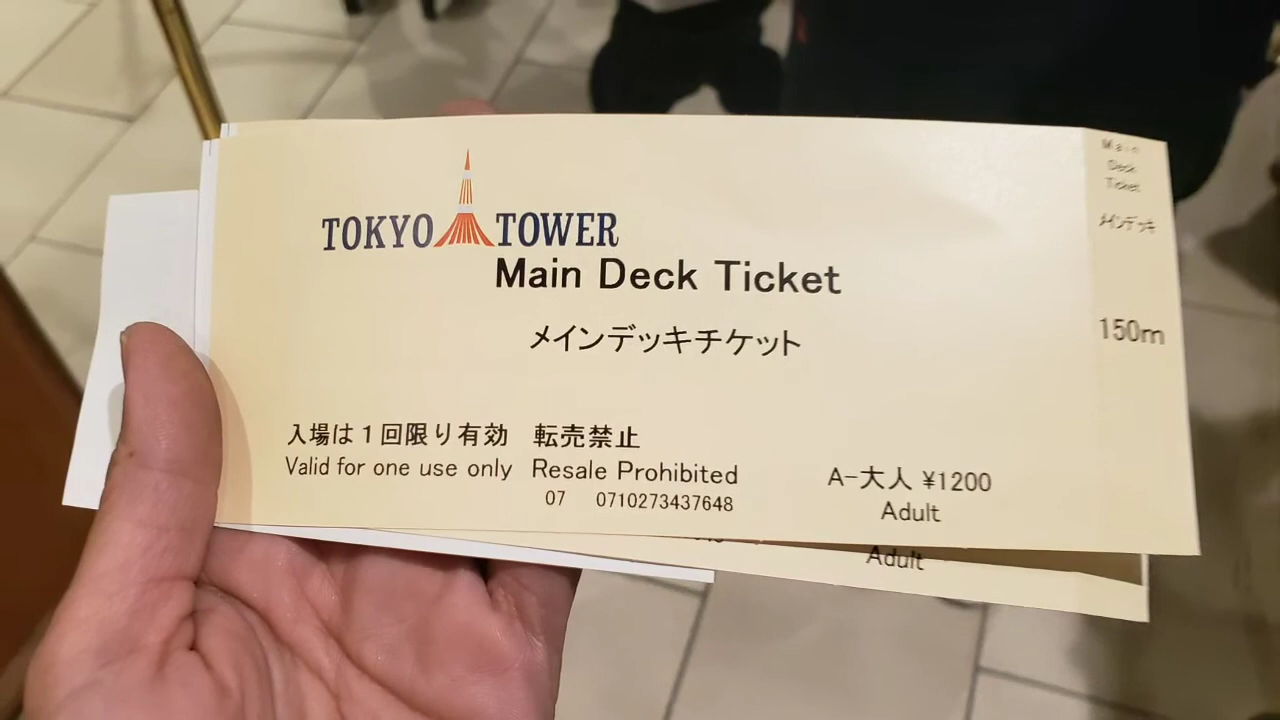 TOKYO TOWER
Main Deck Ticket
メインデッキチケット
入場は1回限り有効 転売禁止
Valid for one use only Resale Prohibited
07 0710273437648
A-大人 ¥1200
Adult
Adult
Main
Deck
Ticket
メインデッキ
150m